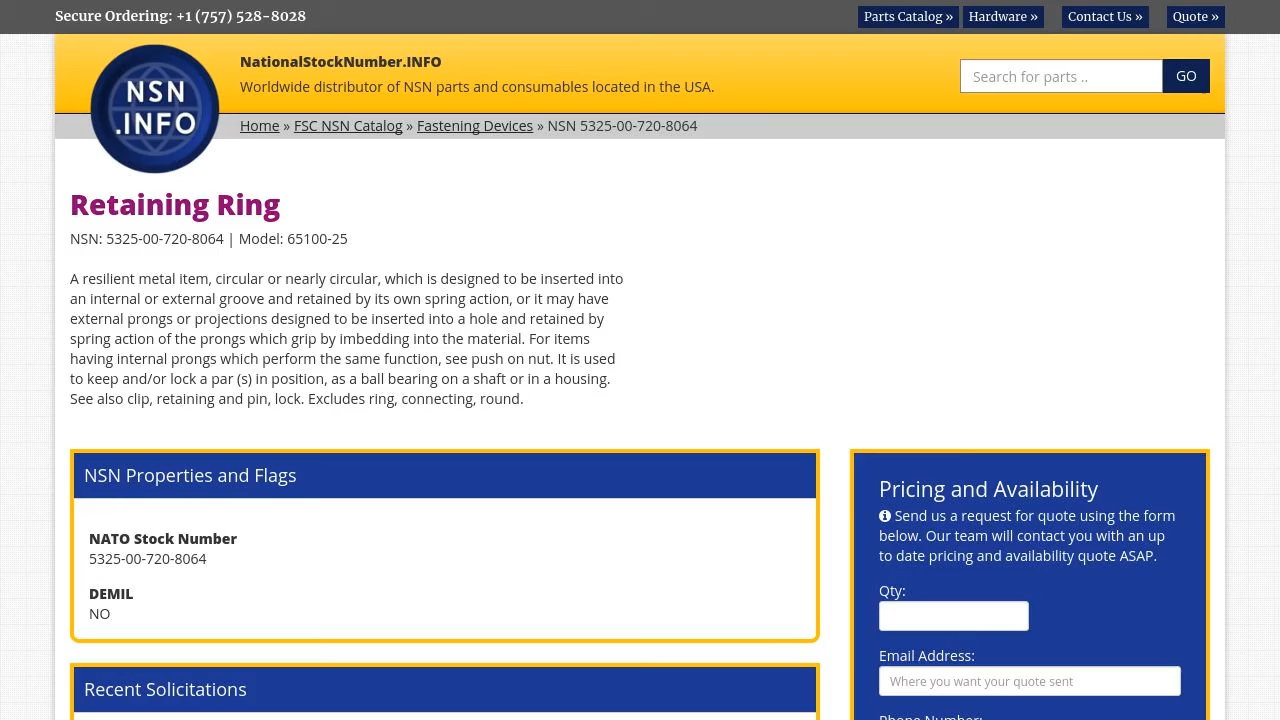 Secure Ordering: +1 (757) 528-8028
Parts Catalog » Hardware » Contact Us » Quote »
NSN
.INFO
NationalStockNumber.INFO
Worldwide distributor of NSN parts and consumables located in the USA.
Search for parts .. GO
Home » FSC NSN Catalog » Fastening Devices » NSN 5325-00-720-8064
Retaining Ring
NSN: 5325-00-720-8064 | Model: 65100-25
A resilient metal item, circular or nearly circular, which is designed to be inserted into
an internal or external groove and retained by its own spring action, or it may have
external prongs or projections designed to be inserted into a hole and retained by
spring action of the prongs which grip by imbedding into the material. For items
having internal prongs which perform the same function, see push on nut. It is used
to keep and/or lock a par (s) in position, as a ball bearing on a shaft or in a housing.
See also clip, retaining and pin, lock. Excludes ring, connecting, round.
NSN Properties and Flags
NATO Stock Number
5325-00-720-8064
DEMIL
NO
Recent Solicitations
Pricing and Availability
Send us a request for quote using the form
below. Our team will contact you with an up
to date pricing and availability quote ASAP.
Qty:
Email Address:
Where you want your quote sent
Phone Number: